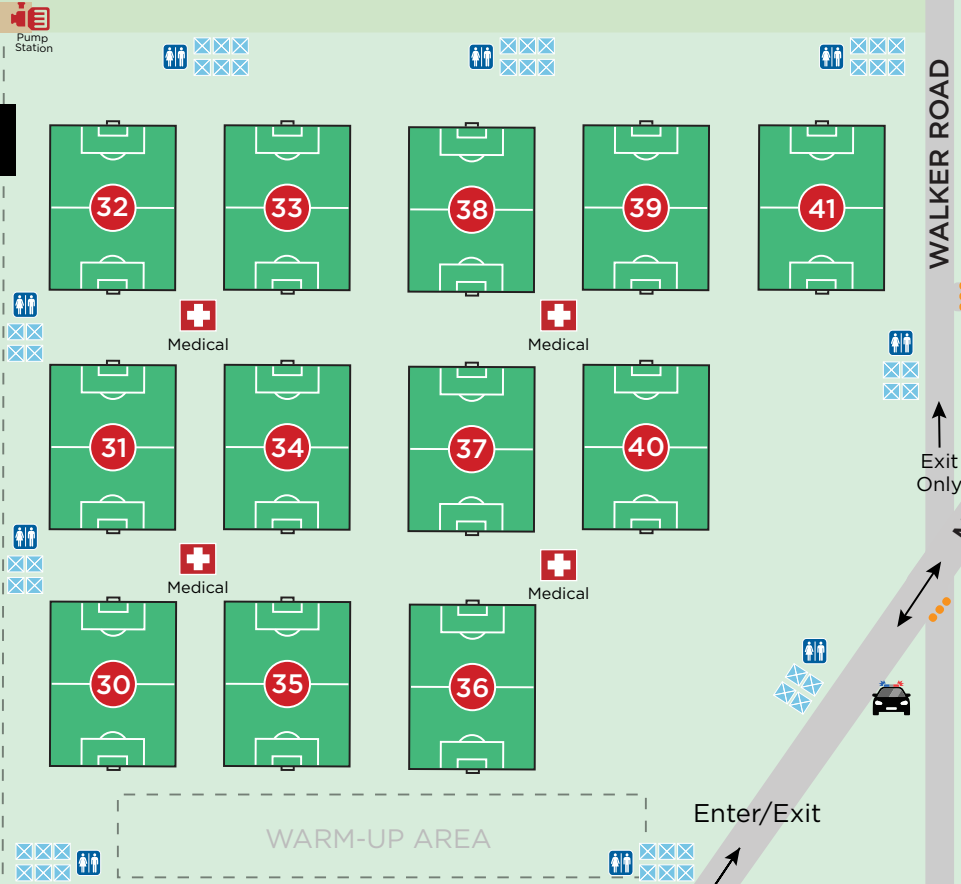 Pump
Station
WALKER ROAD
32
33
38
39
41
Medical
Medical
31
34
37
40
Exit
Only
Medical
Medical
30
35
36
Enter/Exit
WARM-UP AREA